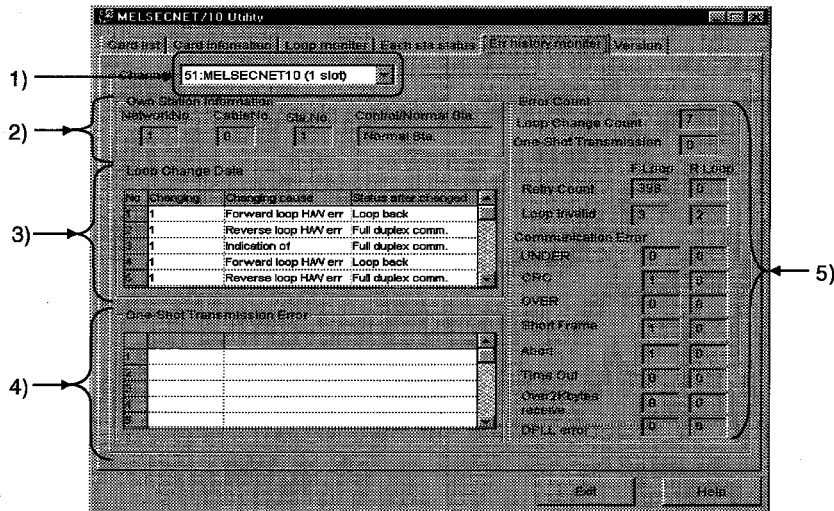 MELSECNET/10 Utility
Card list Card information Loop moniter Each sta status Err history moniter Version
1) Channel 51:MELSECNET10 (1 slot)
2) Own Station Information
NetworkNo. CableNo. Sta.No. Control/Normal Sta.
1 0 1 Normal Sta.
3) Loop Change Data
No Changing Changing cause Status after changed
1 1 Forward loop H/W err Loop back
2 1 Reverse loop H/W err Full duplex comm.
3 1 Indication of Full duplex comm.
4 1 Forward loop H/W err Loop back
5 1 Reverse loop H/W err Full duplex comm.
4) One-Shot Transmission Error
1
2
3
4
5
5) Error Count
Loop Change Count 7
One-Shot Transmission 0
F Loop R Loop
Retry Count 398 0
Loop Invalid 3 2
Communication Error
UNDER 0 0
CRC 1 0
OVER 0 0
Short Frame 1 0
Abort 1 0
Time Out 0 0
Over2Kbytes
receive 0 0
DPLL error 0 0
Exit Help